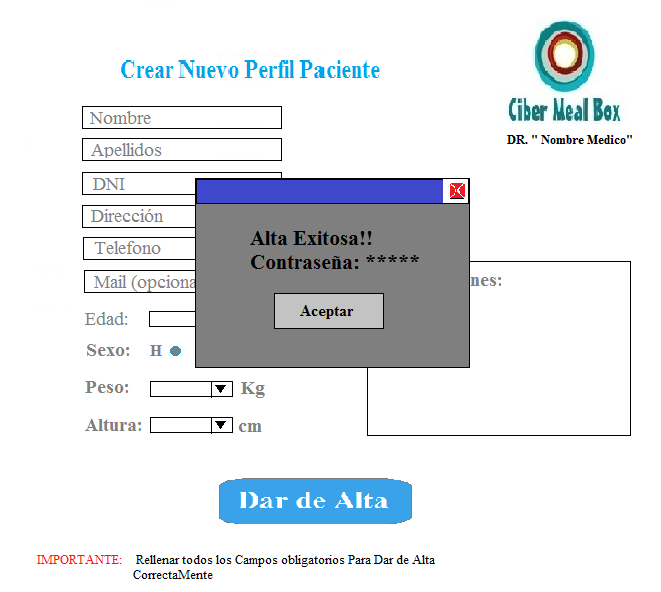 Crear Nuevo Perfil Paciente
Ciber Meal Box
DR. " Nombre Medico"
Nombre
Apellidos
DNI
Dirección
Telefono
Mail (opciona
Alta Exitosa!!
Contraseña: *****
Aceptar
nes:
Edad:
Sexo: H
Peso: Kg
Altura: cm
Dar de Alta
IMPORTANTE: Rellenar todos los Campos obligatorios Para Dar de Alta
CorrectaMente